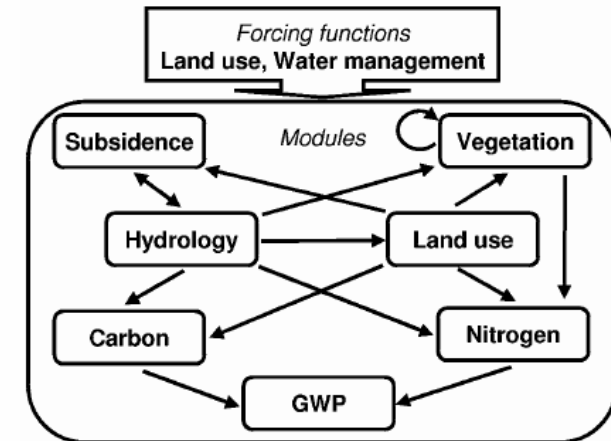 Forcing functions
Land use, Water management
Subsidence
Modules
Vegetation
Hydrology
Land use
Carbon
Nitrogen
GWP